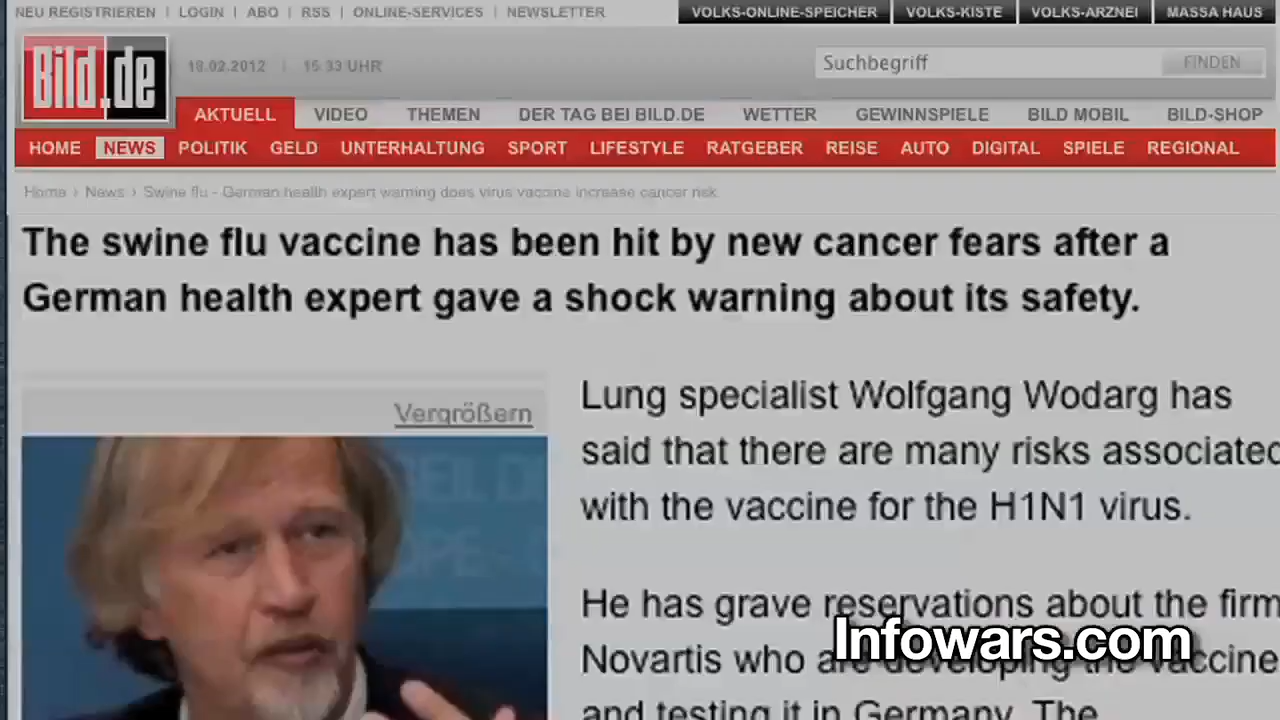 NEU REGISTRIEREN | LOGIN | ABO | RSS | ONLINE-SERVICES | NEWSLETTER
VOLKS-ONLINE-SPEICHER VOLKS-KISTE VOLKS-ARZNEI MASSA HAUS
Bild.de
18.02.2012 | 15 33 UHR
Suchbegriff FINDEN
AKTUELL VIDEO THEMEN DER TAG BEI BILD.DE WETTER GEWINNSPIELE BILD MOBIL BILD-SHOP
HOME NEWS POLITIK GELD UNTERHALTUNG SPORT LIFESTYLE RATGEBER REISE AUTO DIGITAL SPIELE REGIONAL
Home › News › Swine flu - German health expert warning does virus vaccine increase cancer risk
The swine flu vaccine has been hit by new cancer fears after a
German health expert gave a shock warning about its safety.
Vergrößern
Lung specialist Wolfgang Wodarg has
said that there are many risks associated
with the vaccine for the H1N1 virus.
He has grave reservations about the firm
Novartis who are developing the vaccine
and testing it in Germany. The
Infowars.com